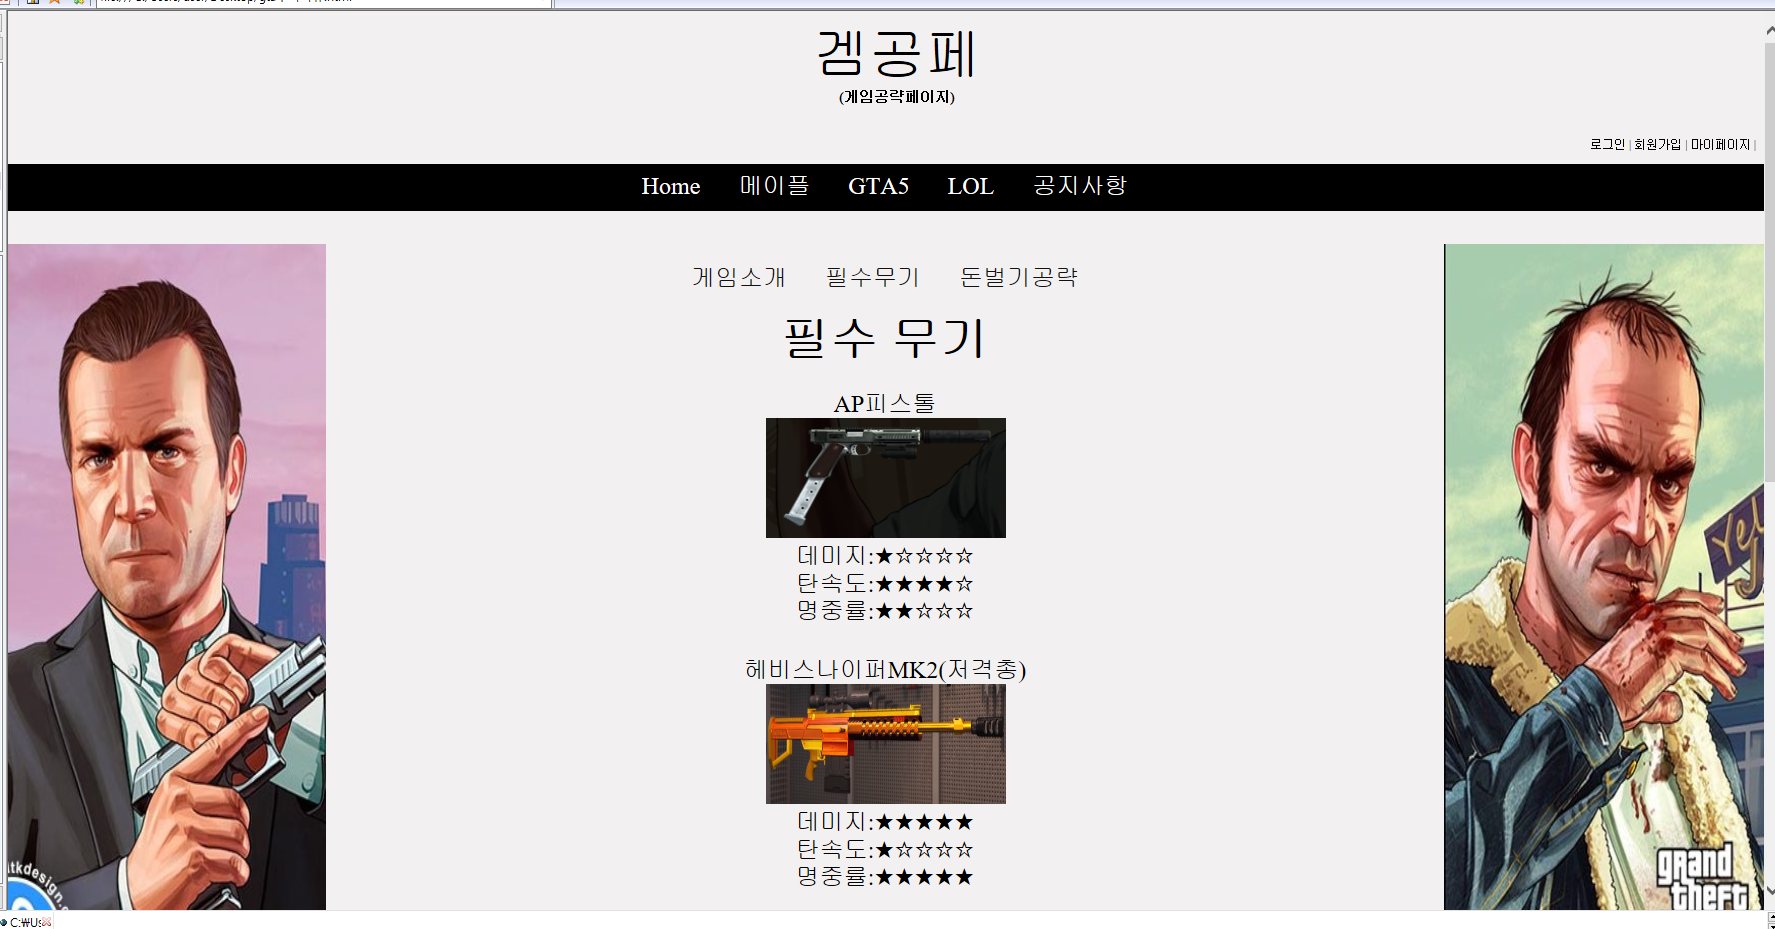 겜공페
(게임공략페이지)
로그인 | 회원가입 | 마이페이지 |
Home 메이플 GTA5 LOL 공지사항
게임소개 필수무기 돈벌기공략
필수 무기
AP피스톨
데미지:★☆☆☆☆
탄속도:★★★★☆
명중률:★★☆☆☆
헤비스나이퍼MK2(저격총)
데미지:★★★★★
탄속도:★☆☆☆☆
명중률:★★★★★
Yel
itkdesign.
grand
theft
C:₩Us